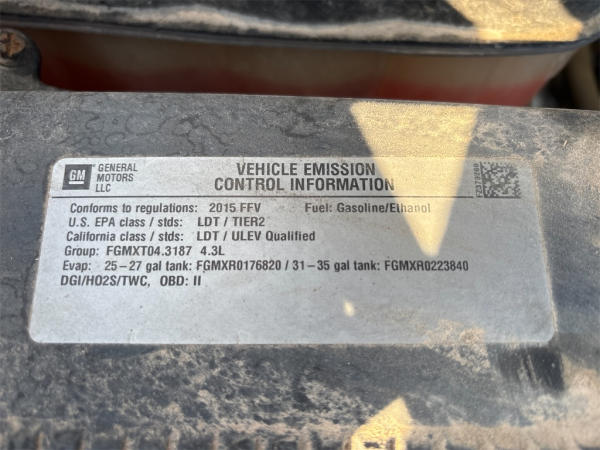 GM
GENERAL
MOTORS
LLC
VEHICLE EMISSION
CONTROL INFORMATION
Conforms to regulations: 2015 FFV Fuel: Gasoline/Ethanol
U.S. EPA class / stds: LDT / TIER2
California class / stds: LDT / ULEV Qualified
Group: FGMXT04.3187 4.3L
Evap: 25-27 gal tank: FGMXR0176820 / 31-35 gal tank: FGMXR0223840
DGI/HO2S/TWC, OBD: II